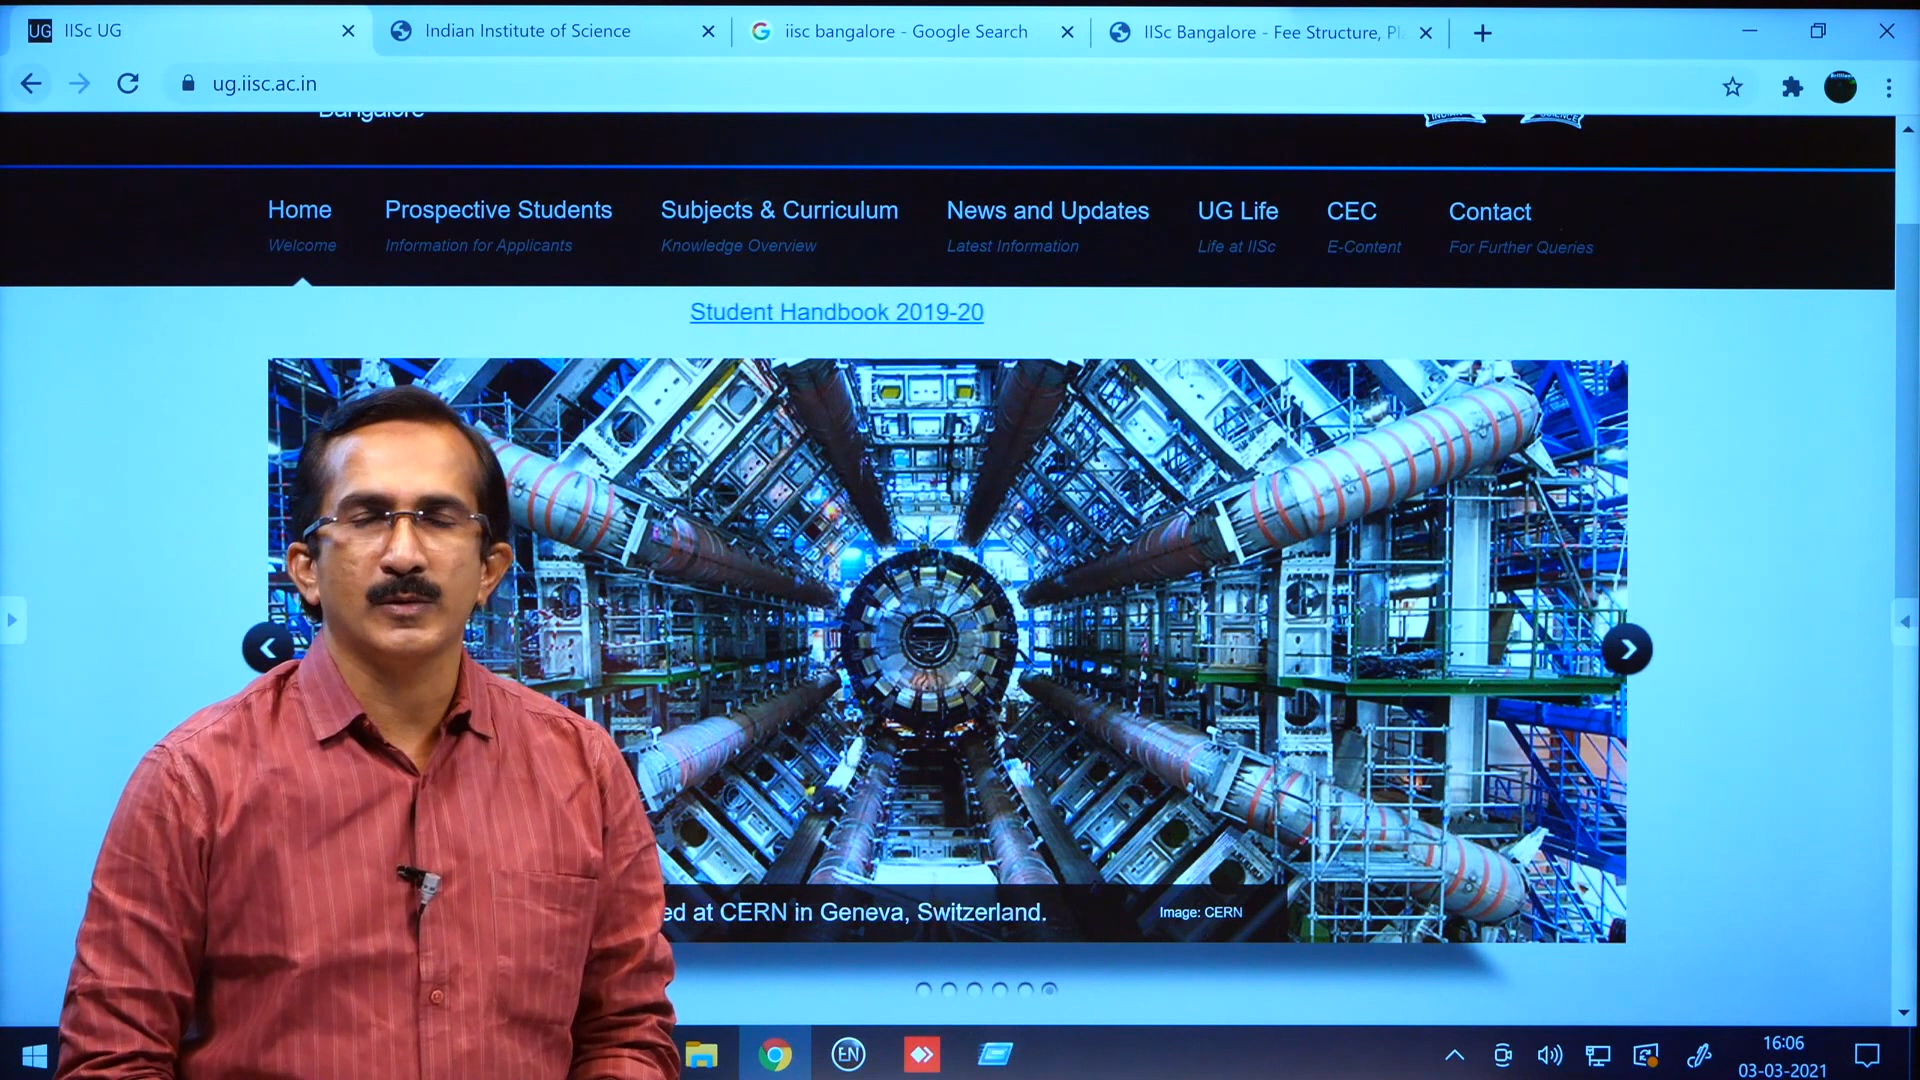 UG IISc UG
Indian Institute of Science
iisc bangalore - Google Search
IISc Bangalore - Fee Structure, Pl
ug.iisc.ac.in
Bangalore
INDIAN
SCIENCE
Home
Prospective Students
Subjects & Curriculum
News and Updates
UG Life
CEC
Contact
Welcome
Information for Applicants
Knowledge Overview
Latest Information
Life at IISc
E-Content
For Further Queries
Student Handbook 2019-20
ed at CERN in Geneva, Switzerland.
Image: CERN
EN
16:06
03-03-2021